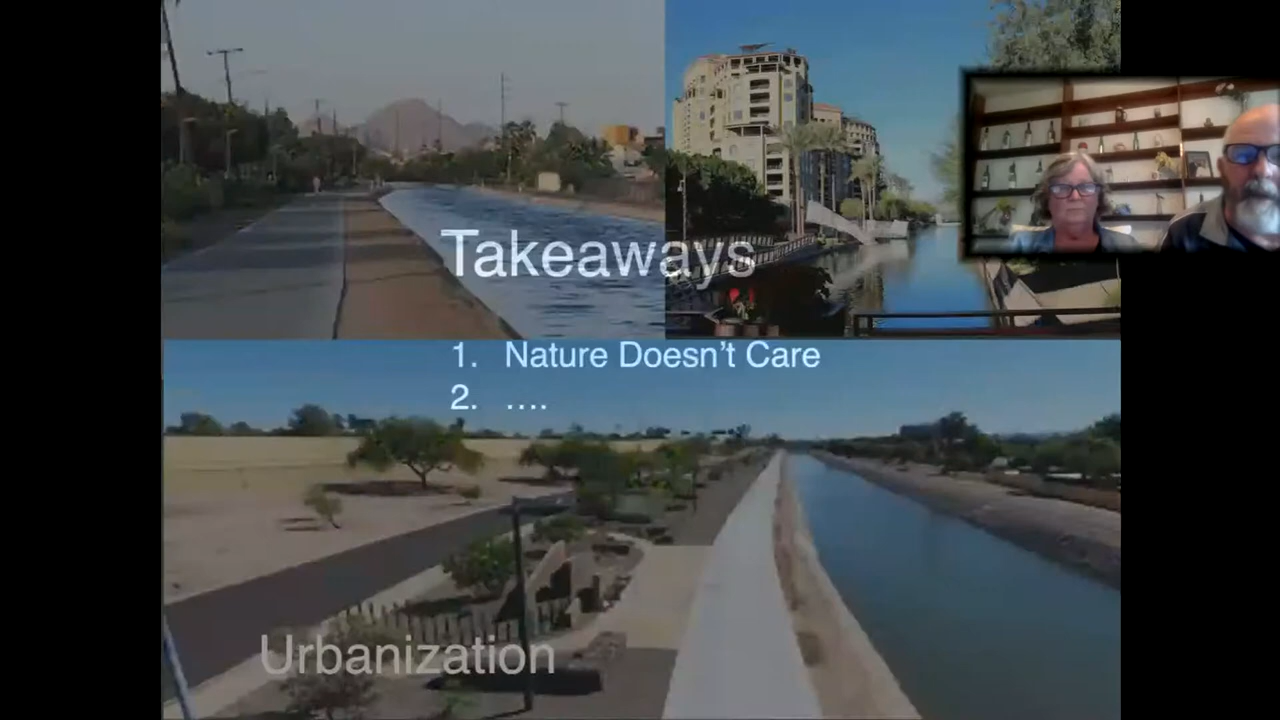 Takeaways
1. Nature Doesn't Care
2. ....
Urbanization